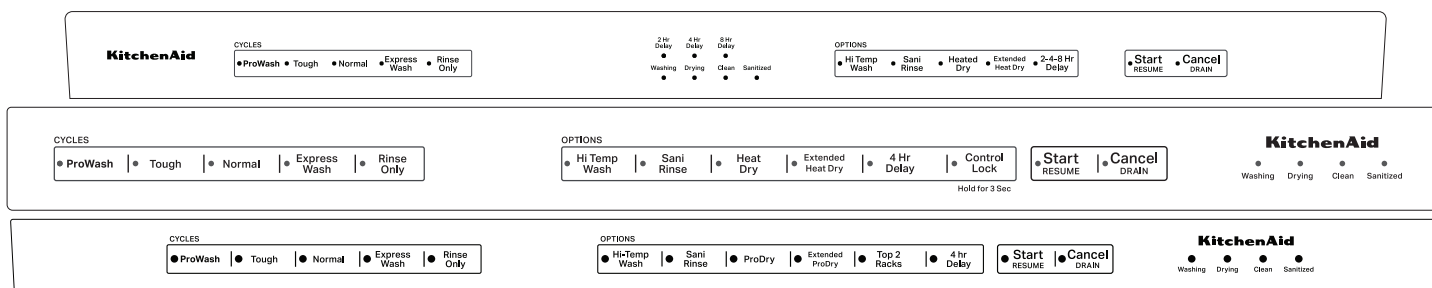 KitchenAid
CYCLES
ProWash Tough Normal Express Wash Rinse Only
2 Hr Delay 4 Hr Delay 8 Hr Delay
Washing Drying Clean Sanitized
OPTIONS
Hi Temp Wash Sani Rinse Heated Dry Extended Heat Dry 2-4-8 Hr Delay
Start RESUME Cancel DRAIN
CYCLES
ProWash Tough Normal Express Wash Rinse Only
OPTIONS
Hi Temp Wash Sani Rinse Heat Dry Extended Heat Dry 4 Hr Delay Control Lock
Hold for 3 Sec
Start RESUME Cancel DRAIN
KitchenAid
Washing Drying Clean Sanitized
CYCLES
ProWash Tough Normal Express Wash Rinse Only
OPTIONS
Hi-Temp Wash Sani Rinse ProDry Extended ProDry Top 2 Racks 4 hr Delay
Start RESUME Cancel DRAIN
KitchenAid
Washing Drying Clean Sanitized